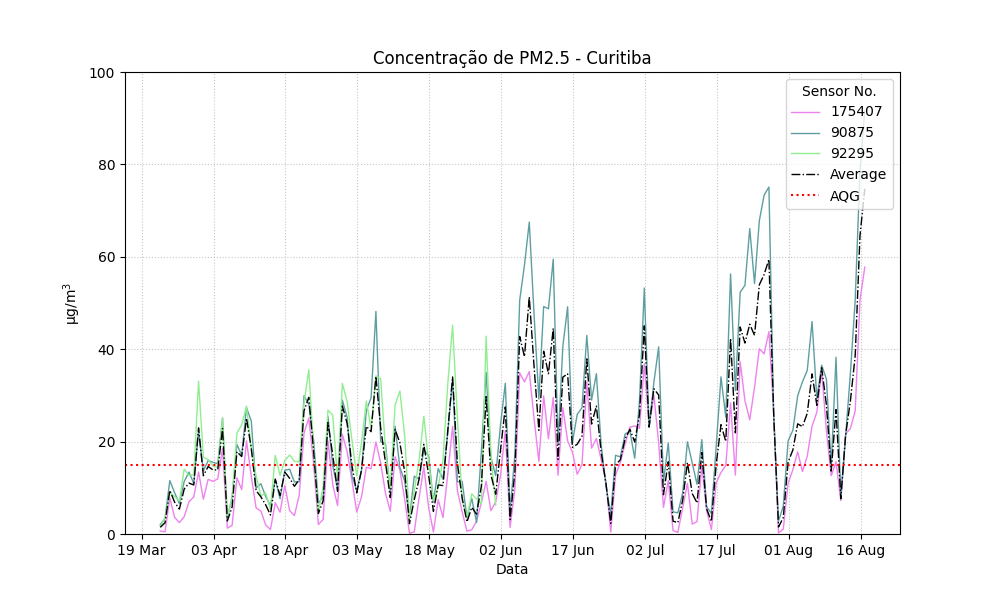 Concentração de PM2.5 - Curitiba
100
80
60
40
20
0
µg/m³
Sensor No.
175407
90875
92295
Average
AQG
19 Mar
03 Apr
18 Apr
03 May
18 May
02 Jun
17 Jun
02 Jul
17 Jul
01 Aug
16 Aug
Data